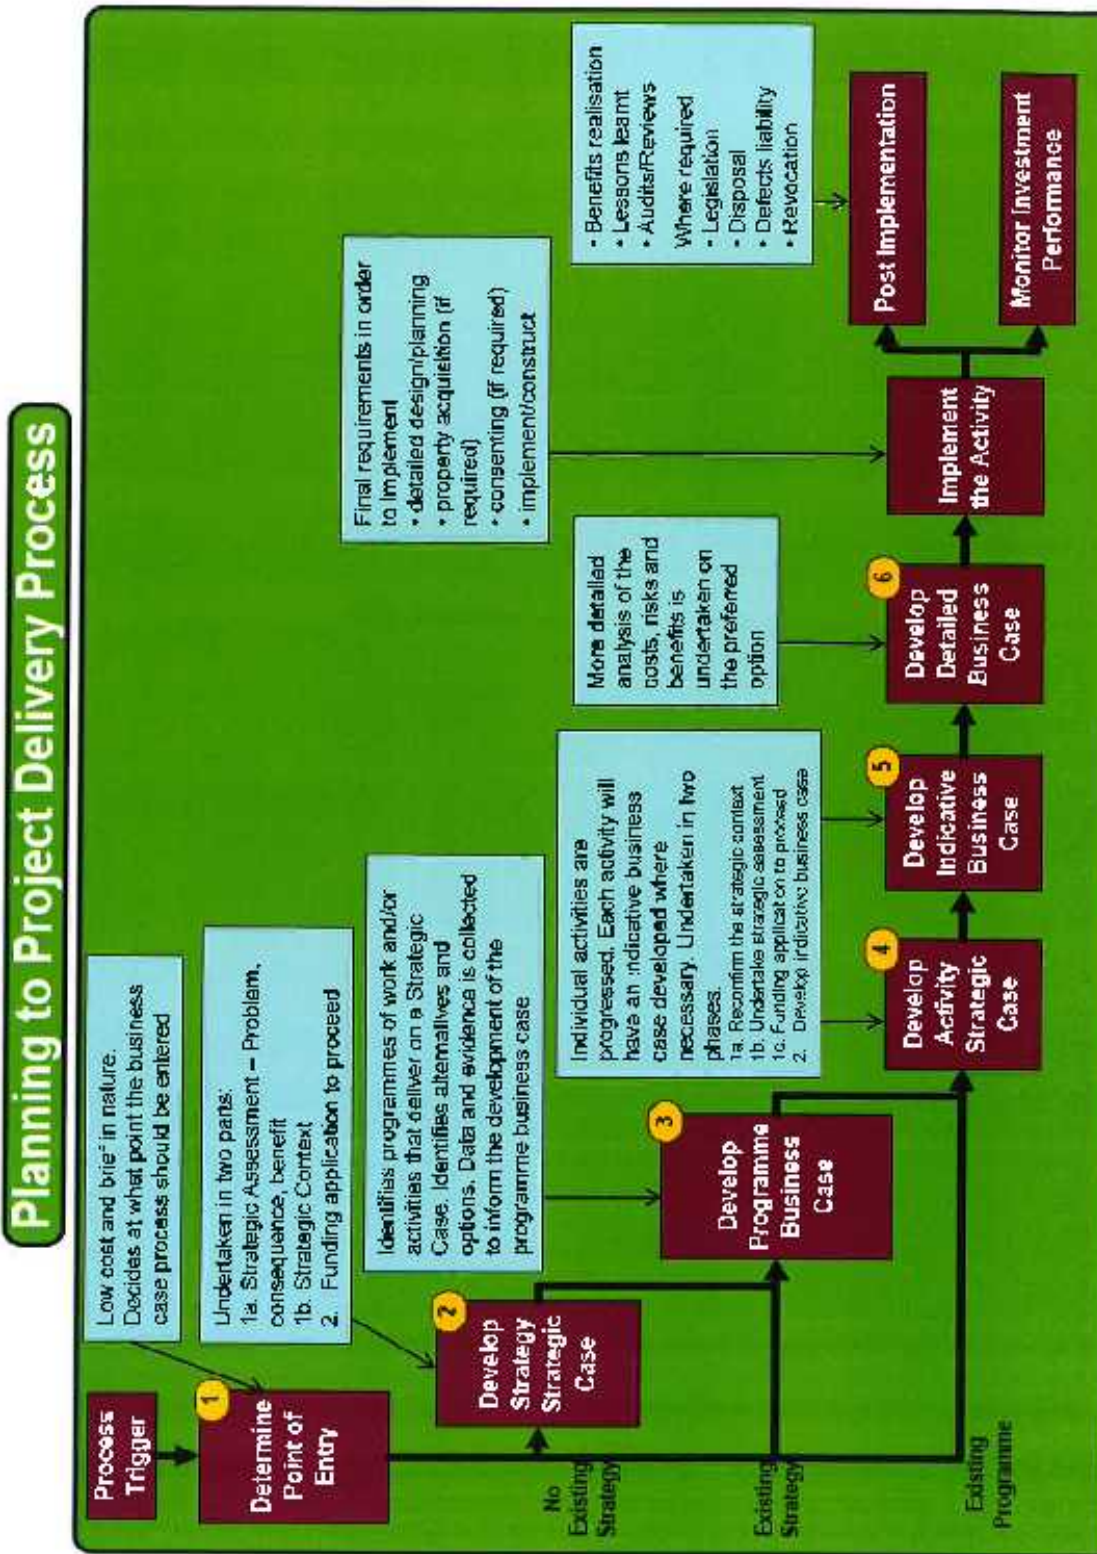 Planning to Project Delivery Process
Process
Trigger
1
Determine
Point of
Entry
Low cost and brief in nature.
Decides at what point the business
case process should be entered
Undertaken in two parts:
1a. Strategic Assessment – Problem,
consequence, benefit
1b. Strategic Context
2. Funding application to proceed
No
Existing
Strategy
2
Develop
Strategy
Strategic
Case
Identifies programmes of work and/or
activities that deliver on a Strategic
Case. Identifies alternatives and
options. Data and evidence is collected
to inform the development of the
programme business case
Existing
Strategy
3
Develop
Programme
Business
Case
Individual activities are
progressed. Each activity will
have an indicative business
case developed where
necessary. Undertaken in two
phases.
1a. Reconfirm the strategic context
1b. Undertake strategic assessment
1c. Funding application to proceed
2. Develop indicative business case
Existing
Programme
4
Develop
Activity
Strategic
Case
5
Develop
Indicative
Business
Case
More detailed
analysis of the
costs, risks and
benefits is
undertaken on
the preferred
option
6
Develop
Detailed
Business
Case
Final requirements in order
to implement
• detailed design/planning
• property acquisition (if
required)
• consenting (if required)
• implement/construct
Implement
the Activity
• Benefits realisation
• Lessons learnt
• Audits/Reviews
Where required
• Legislation
• Disposal
• Defects liability
• Revocation
Post Implementation
Monitor Investment
Performance